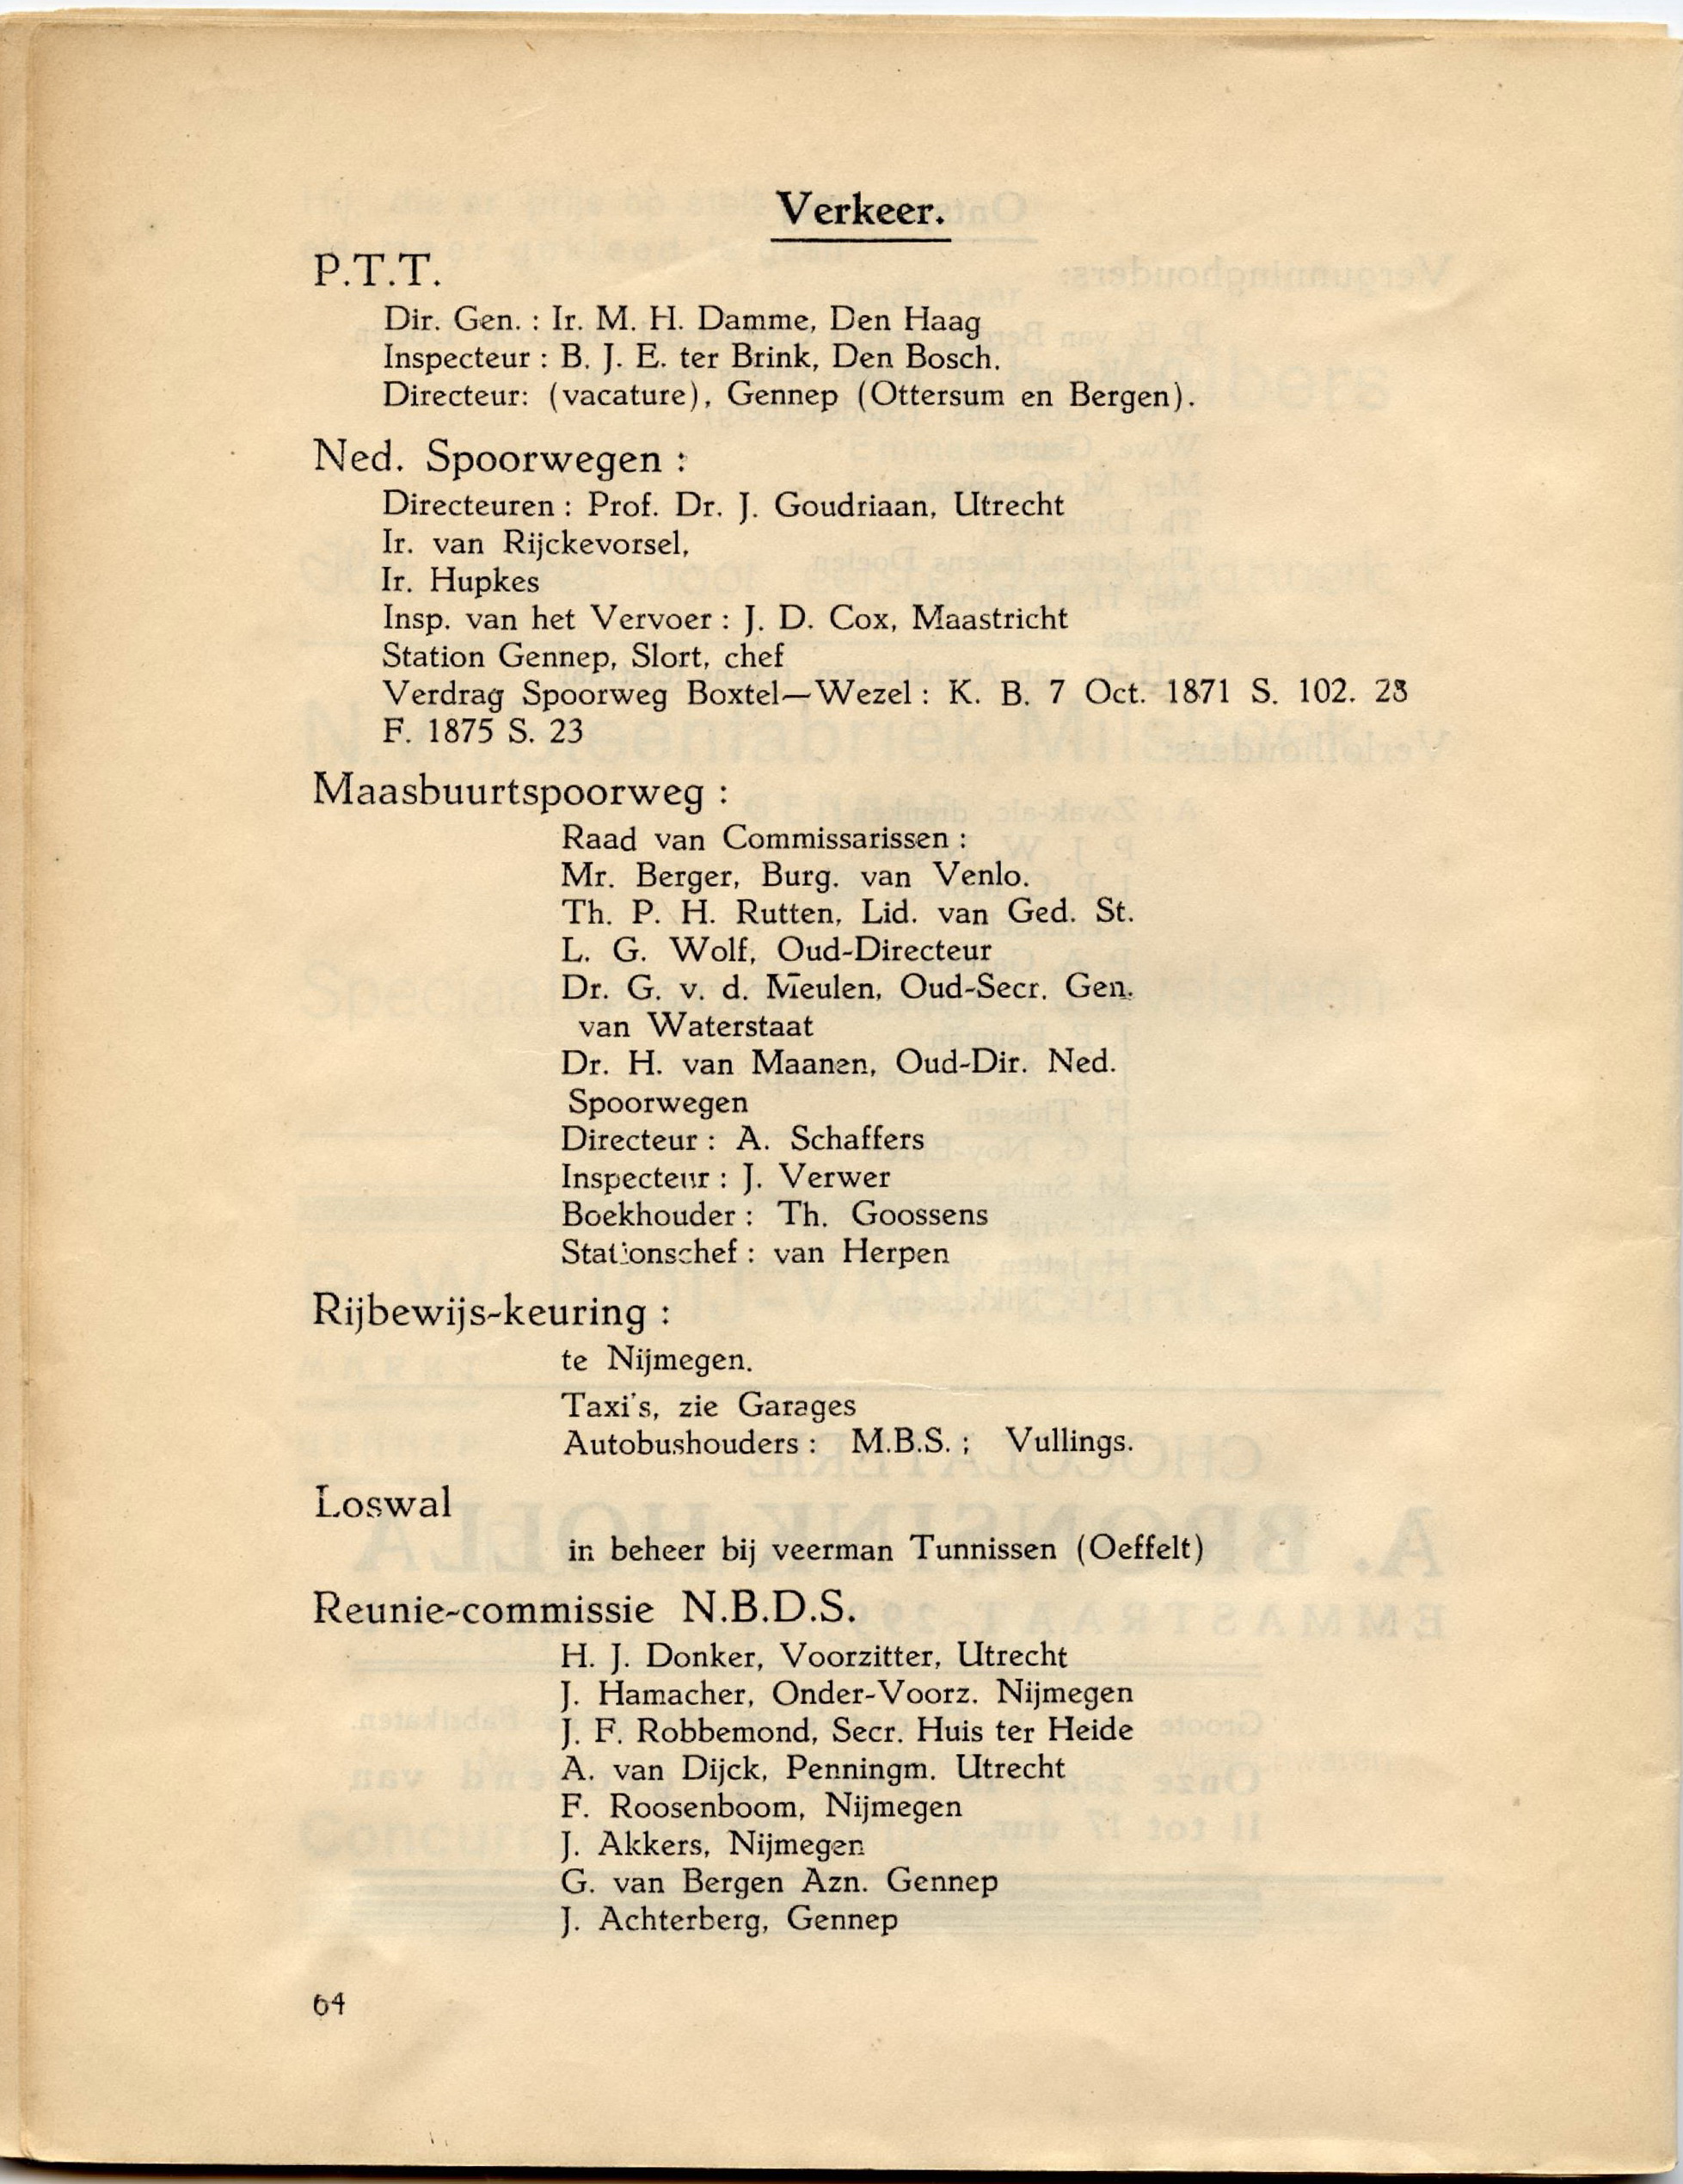 Verkeer.
P.T.T.
Dir. Gen. : Ir. M. H. Damme, Den Haag
Inspecteur : B. J. E. ter Brink, Den Bosch.
Directeur: (vacature), Gennep (Ottersum en Bergen).
Ned. Spoorwegen :
Directeuren : Prof. Dr. J. Goudriaan, Utrecht
Ir. van Rijckevorsel,
Ir. Hupkes
Insp. van het Vervoer : J. D. Cox, Maastricht
Station Gennep, Slort, chef
Verdrag Spoorweg Boxtel—Wezel : K. B. 7 Oct. 1871 S. 102. 28
F. 1875 S. 23
Maasbuurtspoorweg :
Raad van Commissarissen :
Mr. Berger, Burg. van Venlo.
Th. P. H. Rutten, Lid. van Ged. St.
L. G. Wolf, Oud-Directeur
Dr. G. v. d. Meulen, Oud-Secr. Gen.
van Waterstaat
Dr. H. van Maanen, Oud-Dir. Ned.
Spoorwegen
Directeur : A. Schaffers
Inspecteur : J. Verwer
Boekhouder : Th. Goossens
Stationschef : van Herpen
Rijbewijs-keuring :
te Nijmegen.
Taxi's, zie Garages
Autobushouders : M.B.S. ; Vullings.
Loswal
in beheer bij veerman Tunnissen (Oeffelt)
Reunie-commissie N.B.D.S.
H. J. Donker, Voorzitter, Utrecht
J. Hamacher, Onder-Voorz. Nijmegen
J. F. Robbemond, Secr. Huis ter Heide
A. van Dijck, Penningm. Utrecht
F. Roosenboom, Nijmegen
J. Akkers, Nijmegen
G. van Bergen Azn. Gennep
J. Achterberg, Gennep
64